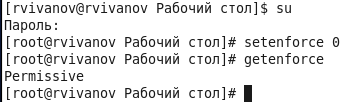 [rvivanov@rvivanov Рабочий стол]$ su
Пароль:
[root@rvivanov Рабочий стол]# setenforce 0
[root@rvivanov Рабочий стол]# getenforce
Permissive
[root@rvivanov Рабочий стол]#